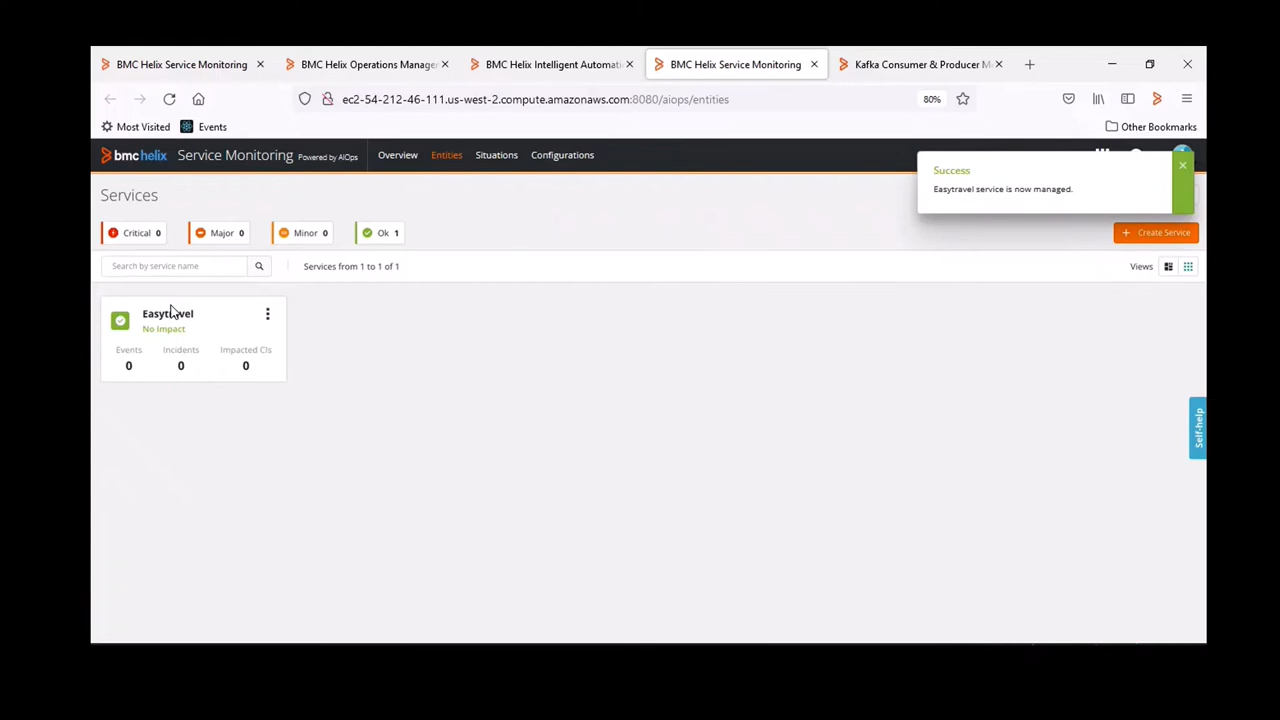 BMC Helix Service Monitoring
BMC Helix Operations Manage
BMC Helix Intelligent Automati
BMC Helix Service Monitoring
Kafka Consumer & Producer M
ec2-54-212-46-111.us-west-2.compute.amazonaws.com:8080/aiops/entities
80%
Most Visited
Events
Other Bookmarks
bmchelix
Service Monitoring Powered by AIOps
Overview
Entities
Situations
Configurations
Success
Easytravel service is now managed.
Services
Critical 0
Major 0
Minor 0
Ok 1
+ Create Service
Search by service name
Services from 1 to 1 of 1
Views
Easytravel
No Impact
Events
Incidents
Impacted CIs
0
0
0
Self-help